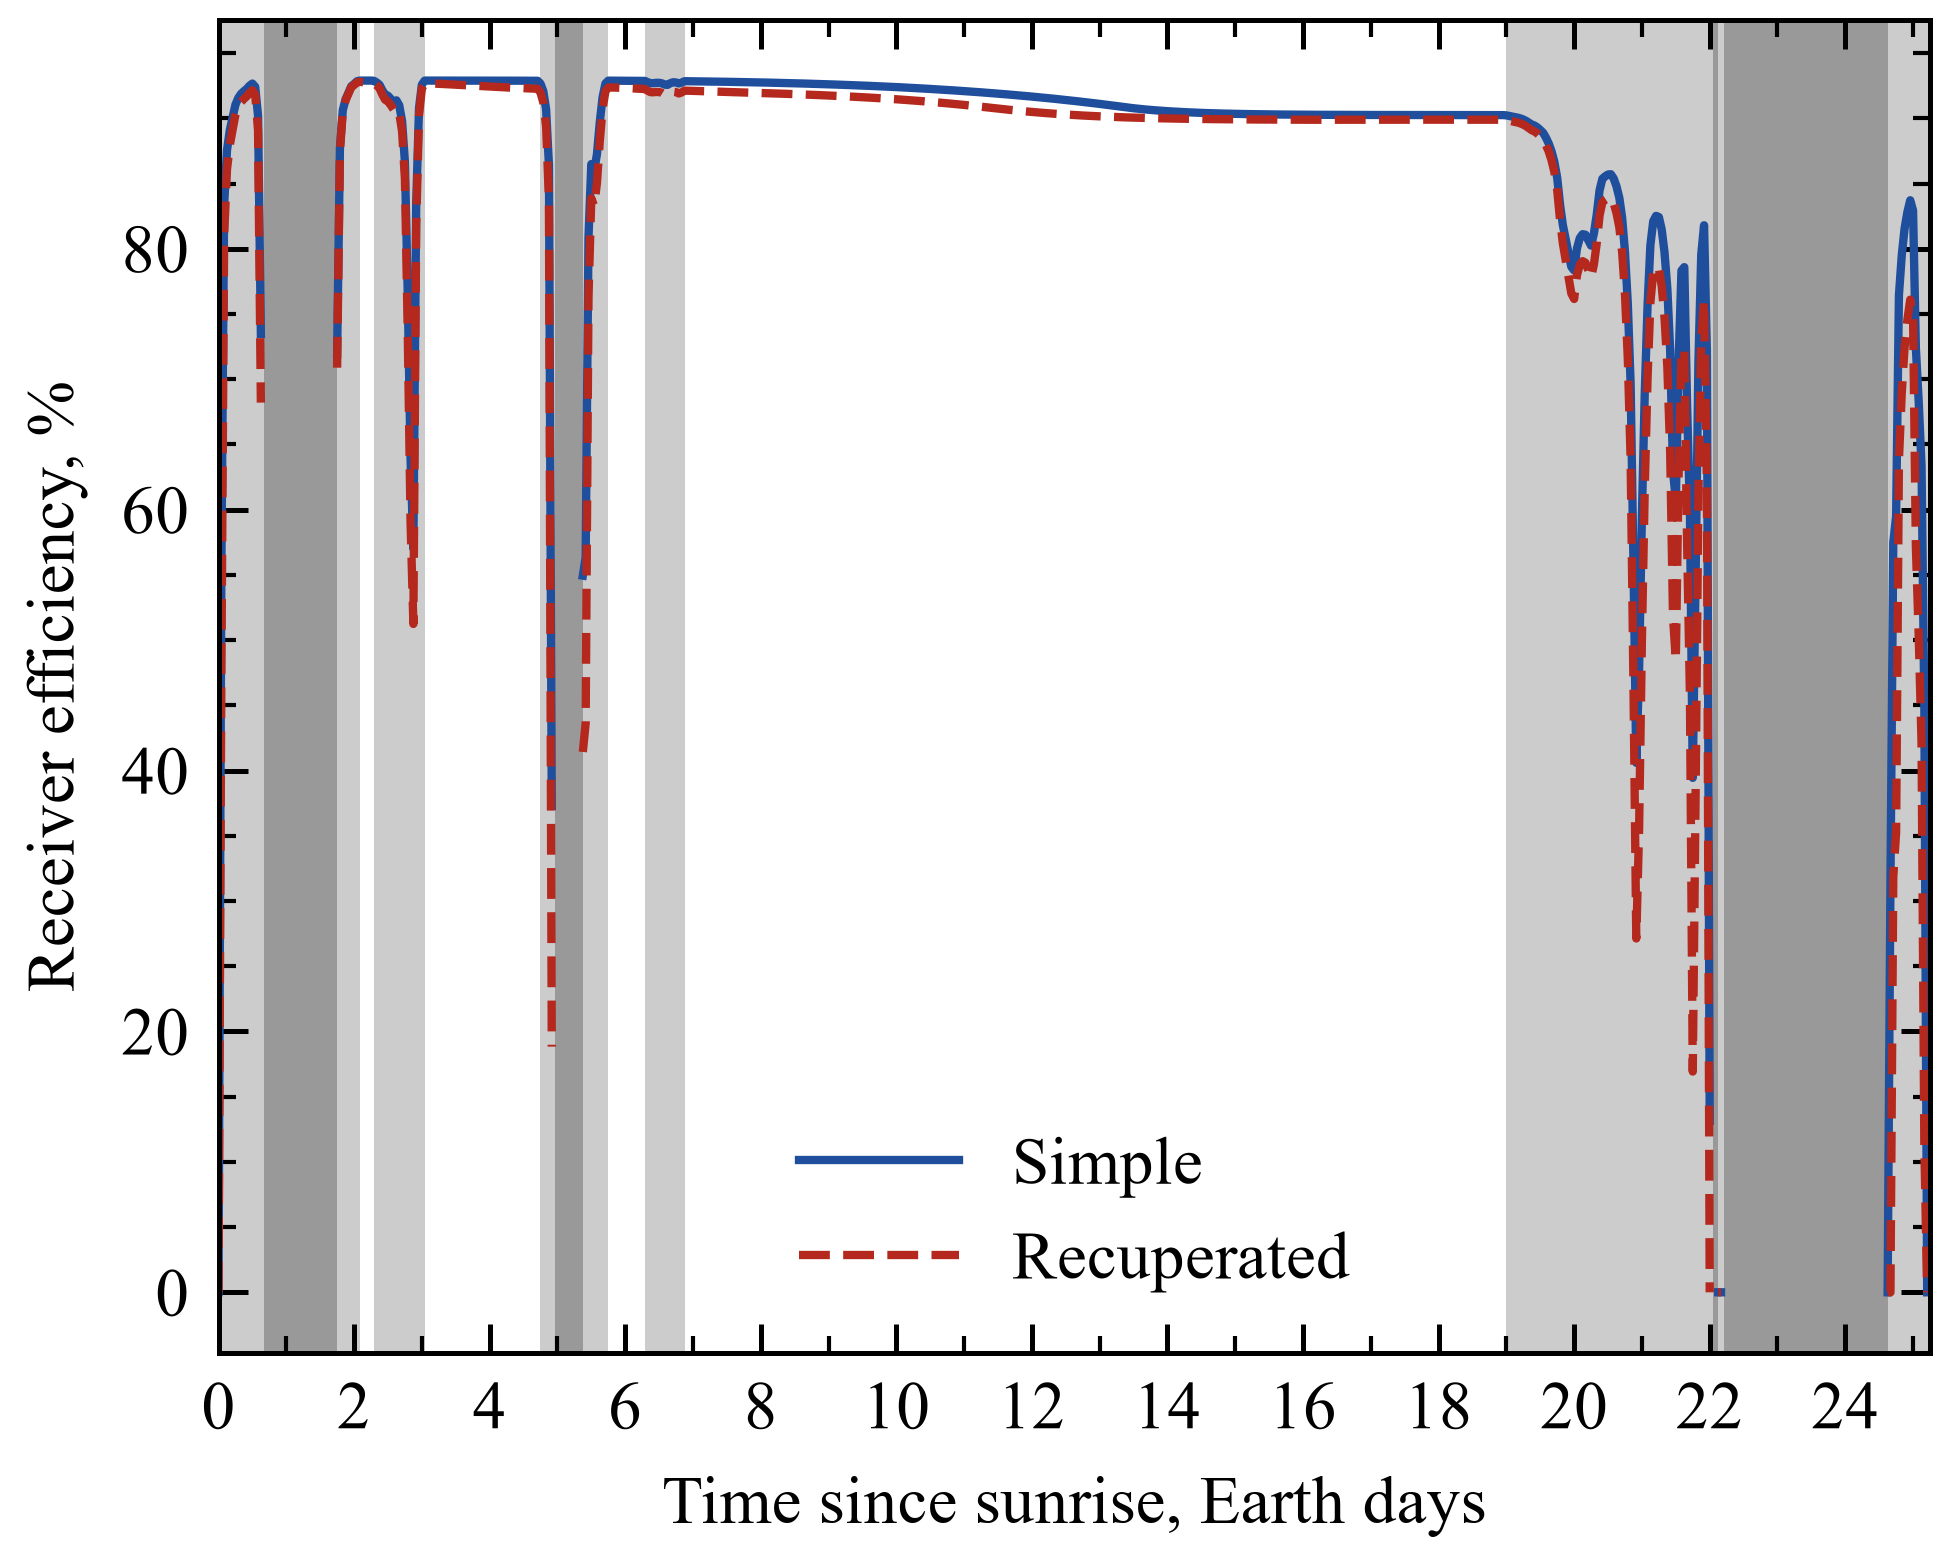 Receiver efficiency, %
80
60
40
20
0
Simple
Recuperated
0 2 4 6 8 10 12 14 16 18 20 22 24
Time since sunrise, Earth days